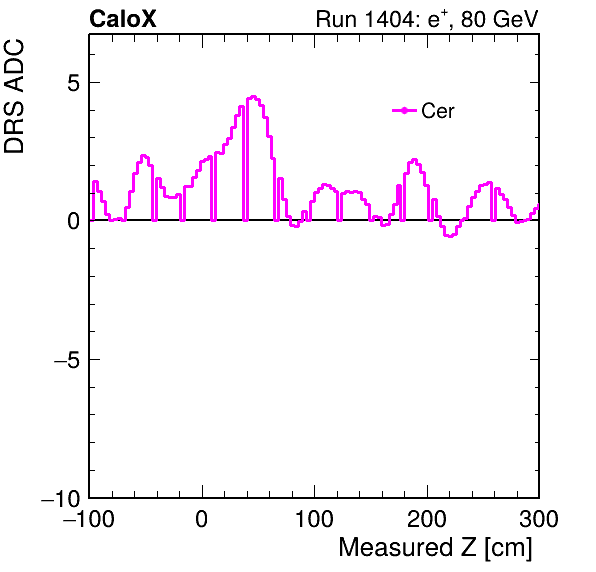 CaloX
Run 1404: e+, 80 GeV
DRS ADC
5
0
−5
−10
Cer
−100 0 100 200 300
Measured Z [cm]